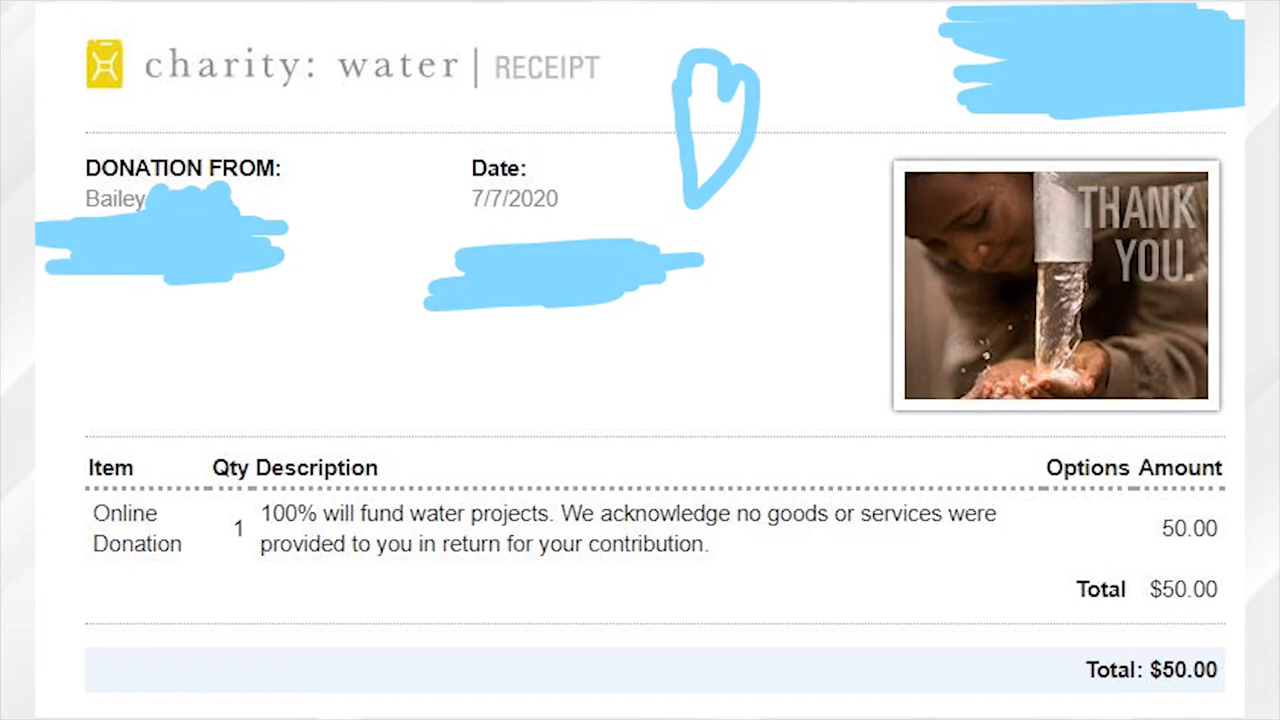 charity: water | RECEIPT
DONATION FROM:
Bailey
Date:
7/7/2020
THANK
YOU.
Item Qty Description Options Amount
Online Donation 1 100% will fund water projects. We acknowledge no goods or services were
provided to you in return for your contribution. 50.00
Total $50.00
Total: $50.00